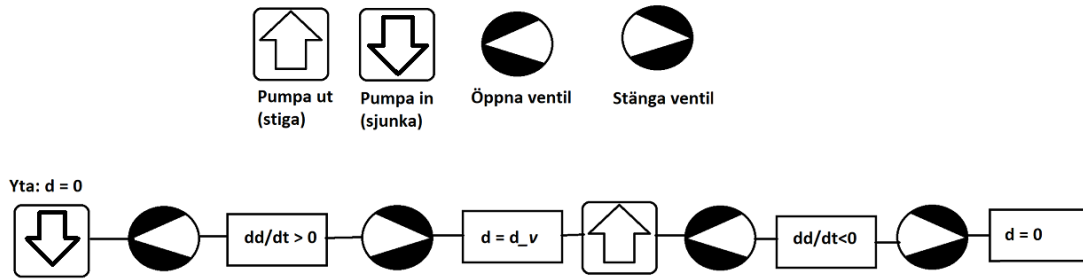 Pumpa ut
(stiga)
Pumpa in
(sjunka)
Öppna ventil
Stänga ventil
Yta: d = 0
dd/dt > 0
d = d_v
dd/dt<0
d = 0